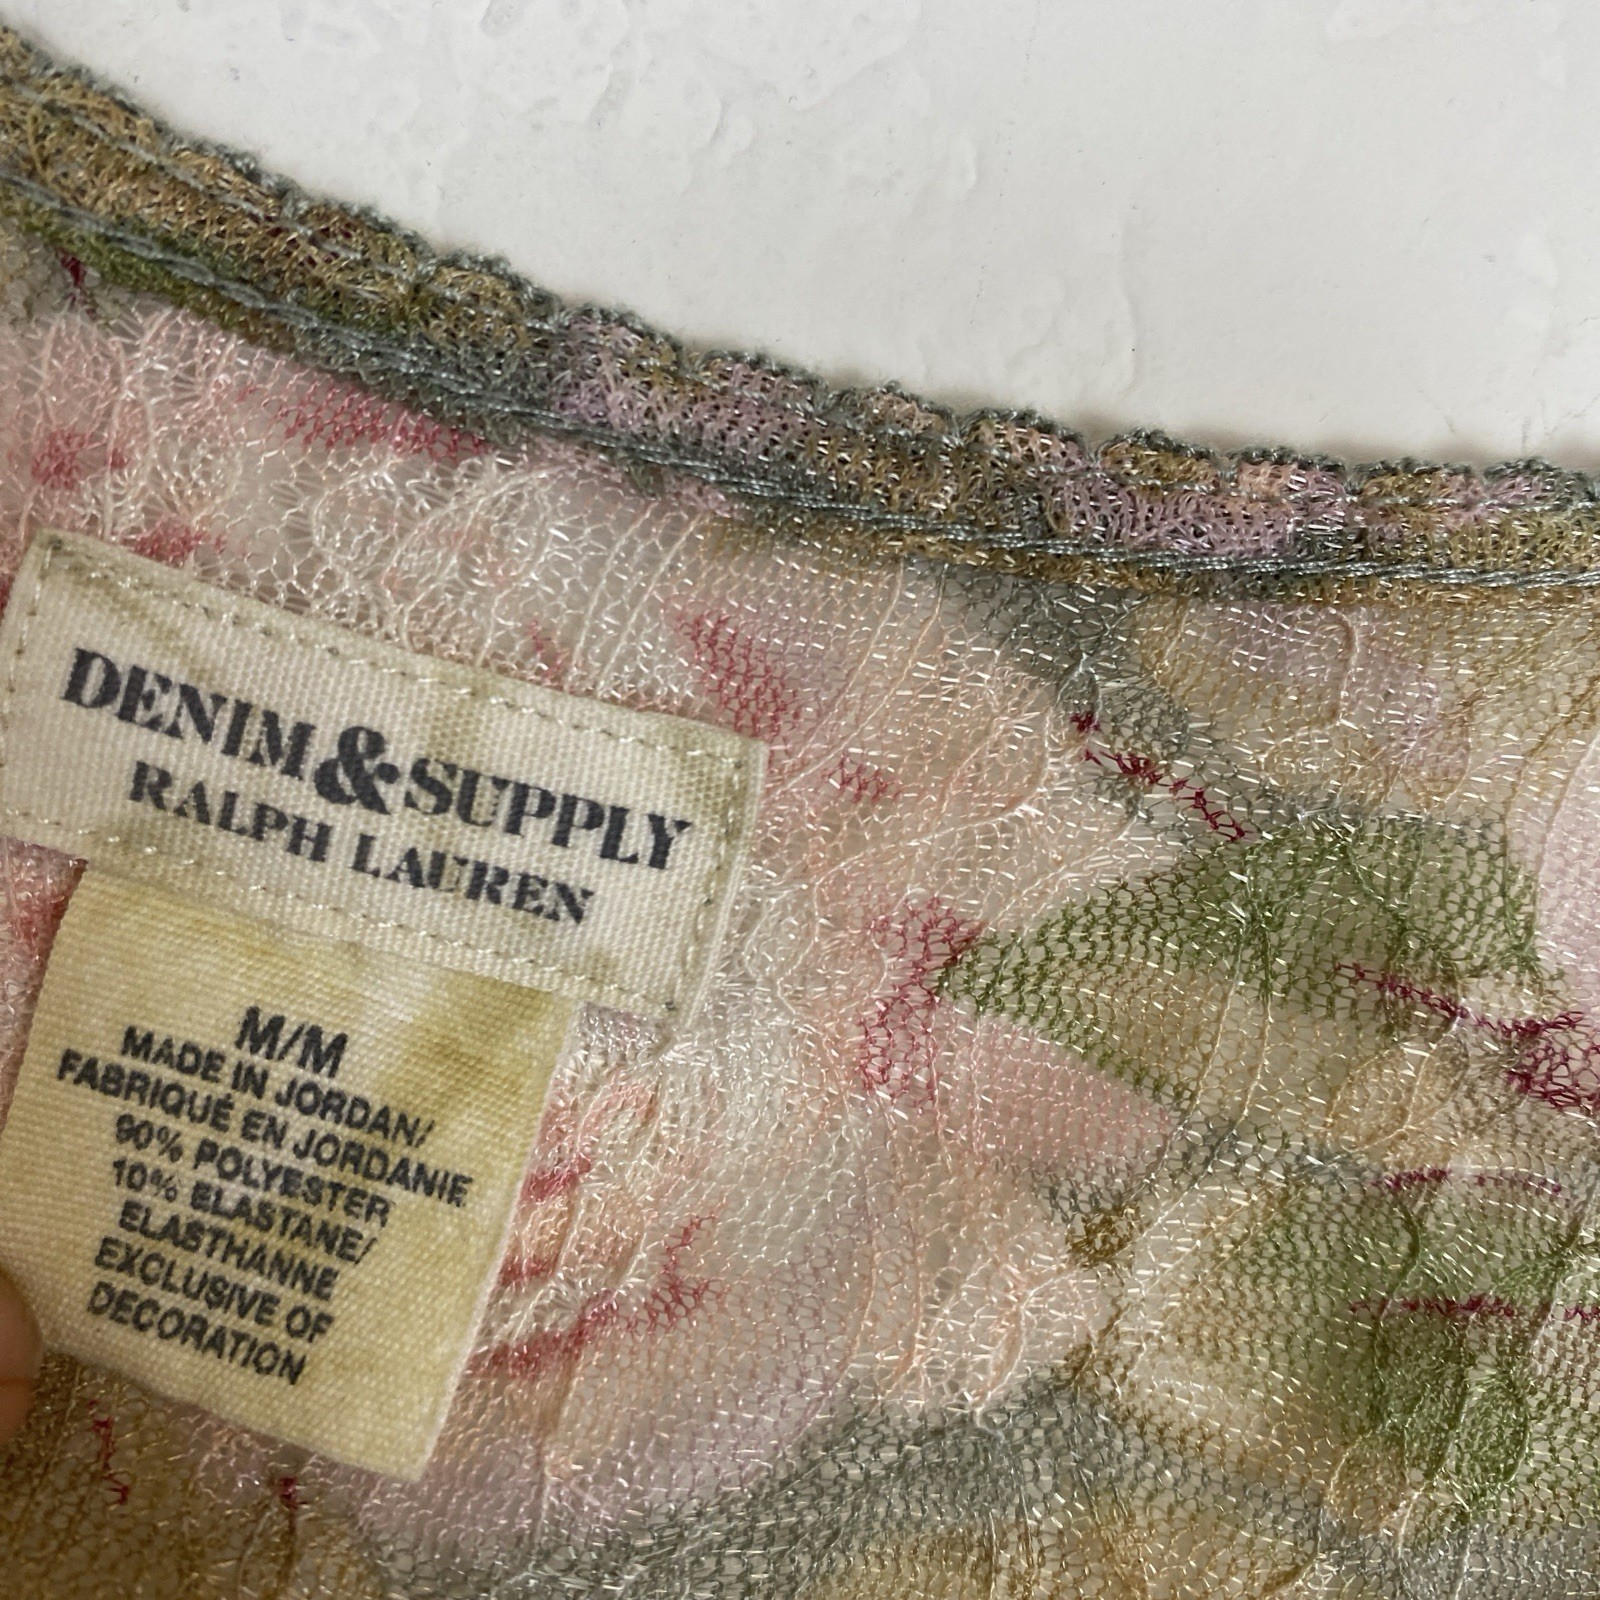 DENIM&SUPPLY
RALPH LAUREN
M/M
MADE IN JORDAN/
FABRIQUÉ EN JORDANIE
90% POLYESTER
10% ELASTANE/
ELASTHANNE
EXCLUSIVE OF
DECORATION